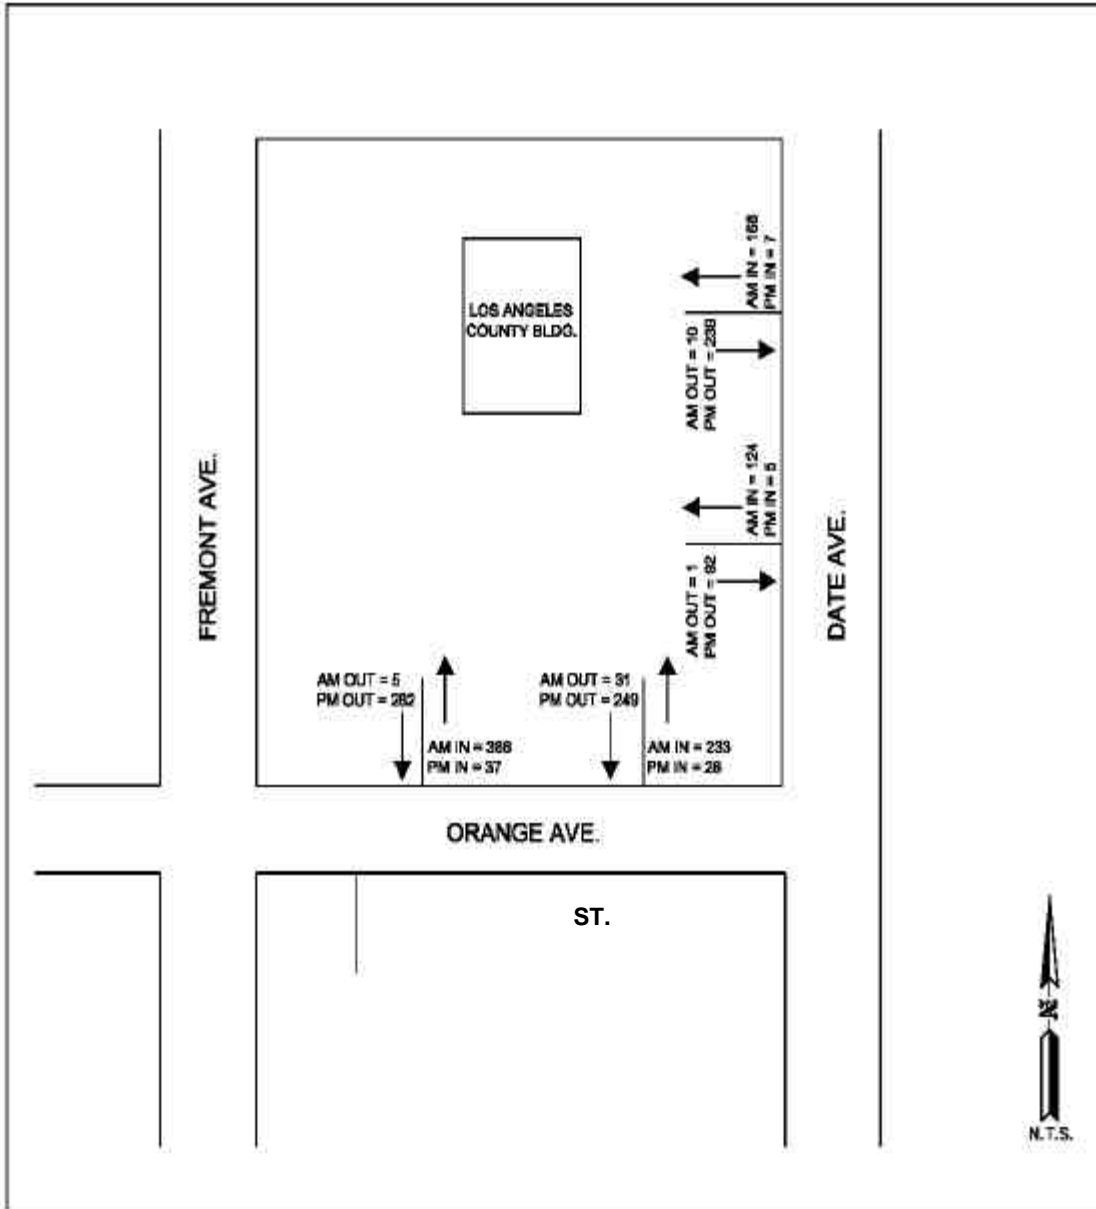 AM IN = 168
PM IN = 7
LOS ANGELES
COUNTY BLDG.
AM OUT = 10
PM OUT = 238
AM IN = 124
PM IN = 5
FREMONT AVE.
DATE AVE.
AM OUT = 1
PM OUT = 92
AM OUT = 5
PM OUT = 282
AM OUT = 31
PM OUT = 249
AM IN = 386
PM IN = 37
AM IN = 233
PM IN = 28
ORANGE AVE.
ST.
N
N.T.S.